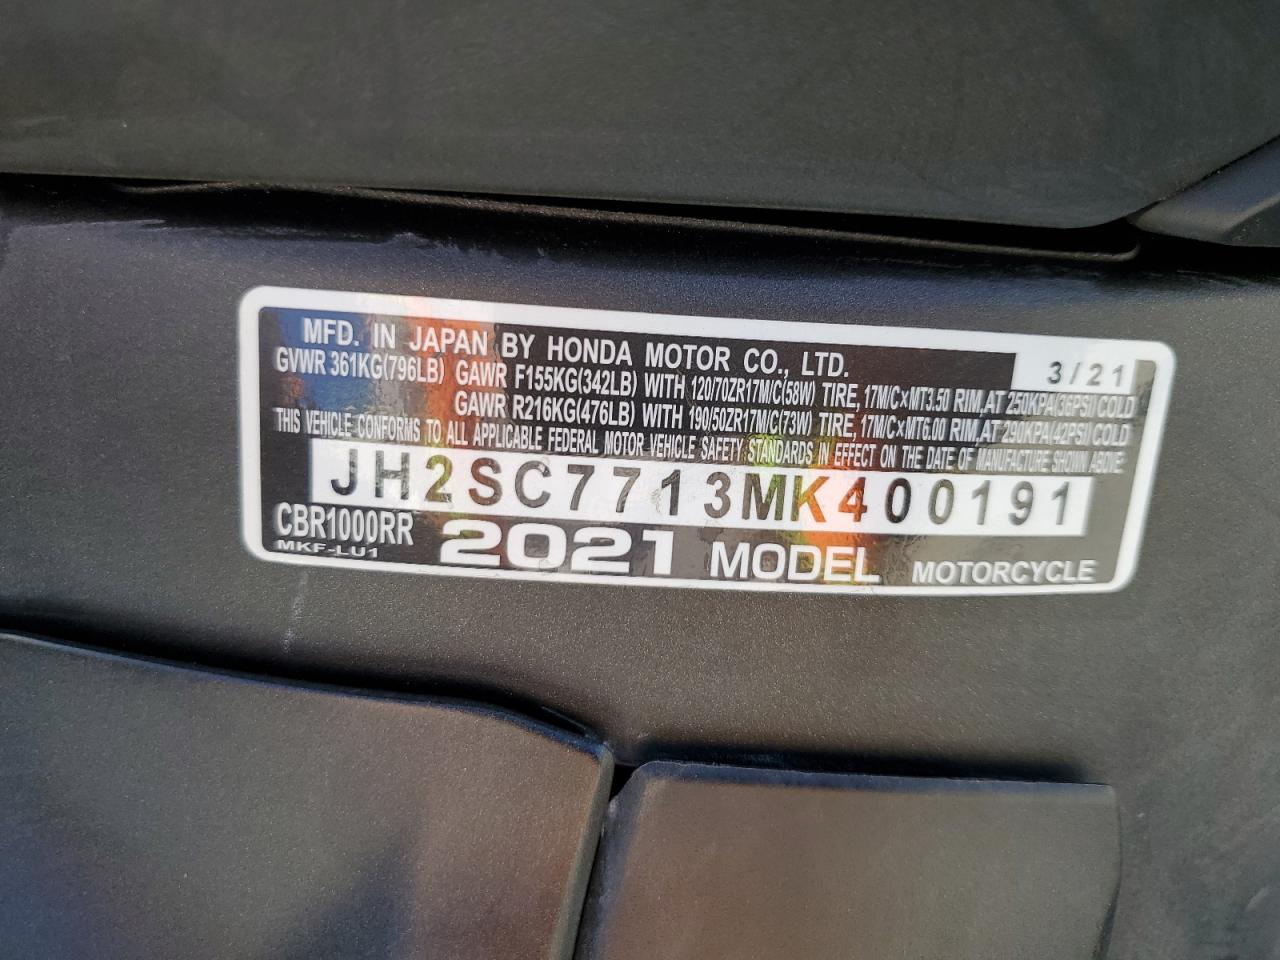 MFD. IN JAPAN BY HONDA MOTOR CO., LTD. 3/21
GVWR 361KG(796LB) GAWR F155KG(342LB) WITH 120/70ZR17M/C(58W) TIRE, 17M/C×MT3.50 RIM, AT 250KPA(36PSI)COLD
GAWR R216KG(476LB) WITH 190/50ZR17M/C(73W) TIRE, 17M/C×MT6.00 RIM, AT 290KPA(42PSI)COLD
THIS VEHICLE CONFORMS TO ALL APPLICABLE FEDERAL MOTOR VEHICLE SAFETY STANDARDS IN EFFECT ON THE DATE OF MANUFACTURE SHOWN ABOVE.
JH2SC7713MK400191
CBR1000RR 2021 MODEL MOTORCYCLE
MKF-LU1